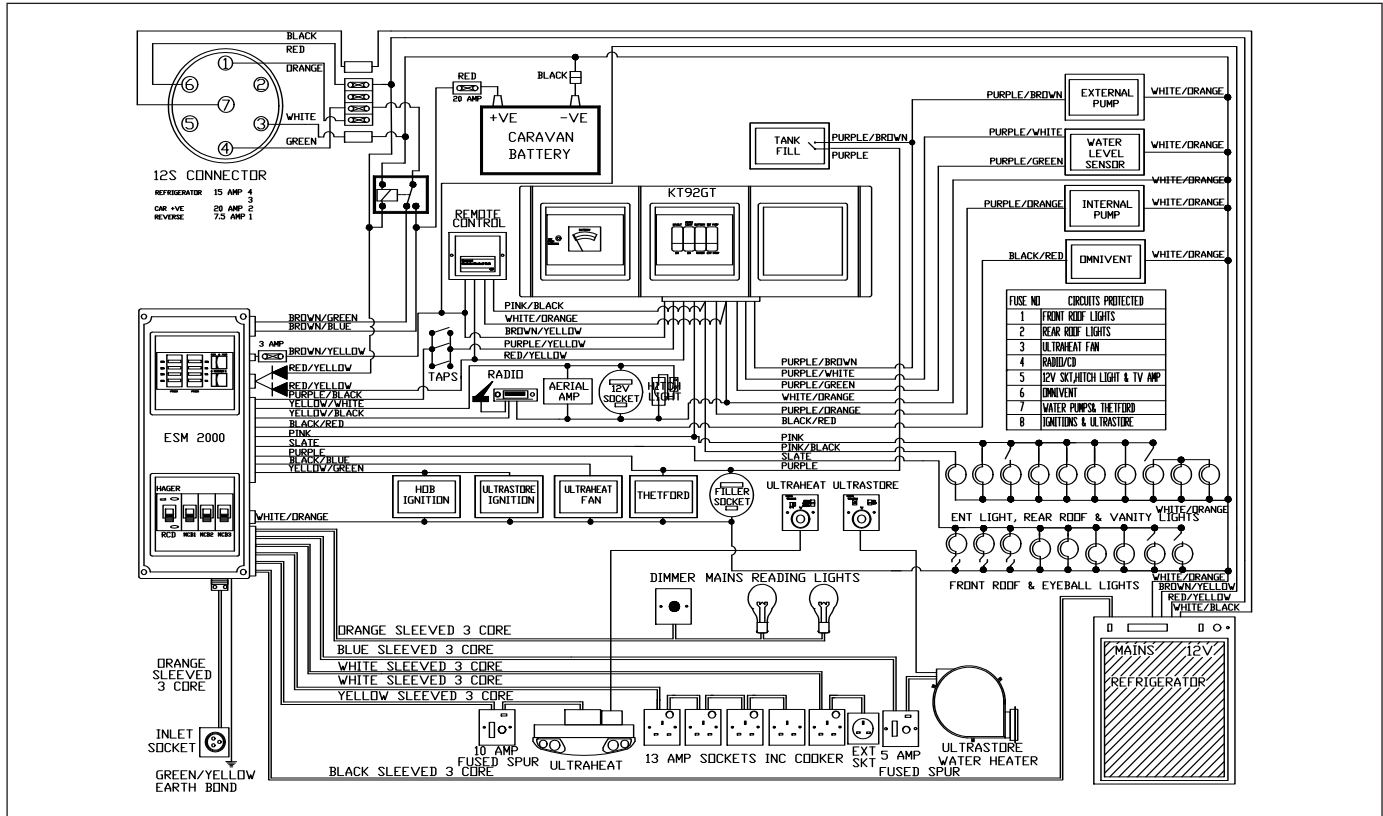 BLACK
RED
ORANGE
WHITE
GREEN
1
2
3
4
5
6
7
12S CONNECTOR
REFRIGERATOR 15 AMP 4
3
CAR +VE 20 AMP 2
REVERSE 7.5 AMP 1
RED
20 AMP
BLACK
+VE -VE
CARAVAN
BATTERY
TANK
FILL
PURPLE/BROWN
PURPLE
PURPLE/BROWN
EXTERNAL
PUMP
WHITE/ORANGE
PURPLE/WHITE
PURPLE/GREEN
WATER
LEVEL
SENSOR
WHITE/ORANGE
WHITE/ORANGE
PURPLE/ORANGE
INTERNAL
PUMP
WHITE/ORANGE
BLACK/RED
OMNIVENT
WHITE/ORANGE
KT92GT
REMOTE
CONTROL
PINK/BLACK
WHITE/ORANGE
BROWN/YELLOW
PURPLE/YELLOW
RED/YELLOW
FUSE NO CIRCUITS PROTECTED
1 FRONT ROOF LIGHTS
2 REAR ROOF LIGHTS
3 ULTRAHEAT FAN
4 RADIO/CD
5 12V SKT,HITCH LIGHT & TV AMP
6 OMNIVENT
7 WATER PUMPS& THETFORD
8 IGNITIONS & ULTRASTORE
BROWN/GREEN
BROWN/BLUE
3 AMP
BROWN/YELLOW
RED/YELLOW
RED/YELLOW
PURPLE/BLACK
YELLOW/WHITE
YELLOW/BLACK
BLACK/RED
PINK
SLATE
PURPLE
BLACK/BLUE
YELLOW/GREEN
WHITE/ORANGE
TAPS
RADIO
AERIAL
AMP
12V
SOCKET
HITCH
LIGHT
PURPLE/BROWN
PURPLE/WHITE
PURPLE/GREEN
WHITE/ORANGE
PURPLE/ORANGE
BLACK/RED
PINK
PINK/BLACK
SLATE
PURPLE
ESM 2000
HAGER
RCD MCB1 MCB2 MCB3
HOB
IGNITION
ULTRASTORE
IGNITION
ULTRAHEAT
FAN
THETFORD
FILLER
SOCKET
ULTRAHEAT ULTRASTORE
WHITE/ORANGE
ENT LIGHT, REAR ROOF & VANITY LIGHTS
FRONT ROOF & EYEBALL LIGHTS
WHITE/ORANGE
BROWN/YELLOW
RED/YELLOW
WHITE/BLACK
DIMMER MAINS READING LIGHTS
ORANGE SLEEVED 3 CORE
BLUE SLEEVED 3 CORE
WHITE SLEEVED 3 CORE
WHITE SLEEVED 3 CORE
YELLOW SLEEVED 3 CORE
ORANGE
SLEEVED
3 CORE
INLET
SOCKET
GREEN/YELLOW
EARTH BOND
BLACK SLEEVED 3 CORE
10 AMP
FUSED SPUR
ULTRAHEAT
13 AMP SOCKETS INC COOKER
EXT
SKT
5 AMP
FUSED SPUR
ULTRASTORE
WATER HEATER
MAINS 12V
REFRIGERATOR